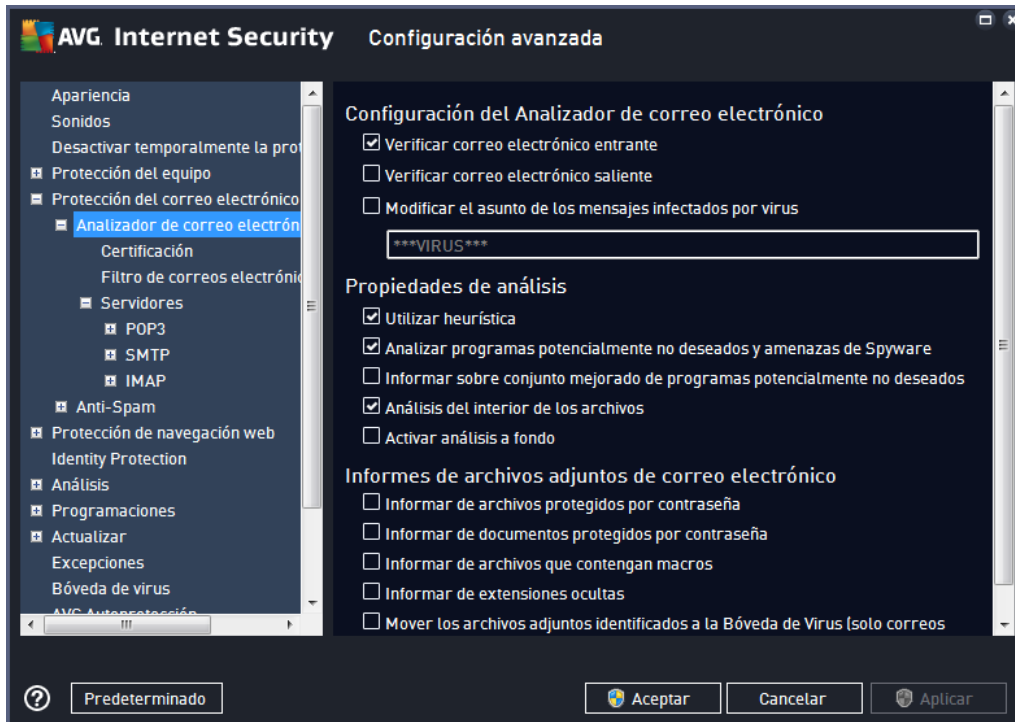 AVG. Internet Security Configuración avanzada
Apariencia
Sonidos
Desactivar temporalmente la prot
Protección del equipo
Protección del correo electrónico
Analizador de correo electrón
Certificación
Filtro de correos electrónic
Servidores
POP3
SMTP
IMAP
Anti-Spam
Protección de navegación web
Identity Protection
Análisis
Programaciones
Actualizar
Excepciones
Bóveda de virus
AVG Autoprotección
Configuración del Analizador de correo electrónico
Verificar correo electrónico entrante
Verificar correo electrónico saliente
Modificar el asunto de los mensajes infectados por virus
***VIRUS***
Propiedades de análisis
Utilizar heurística
Analizar programas potencialmente no deseados y amenazas de Spyware
Informar sobre conjunto mejorado de programas potencialmente no deseados
Análisis del interior de los archivos
Activar análisis a fondo
Informes de archivos adjuntos de correo electrónico
Informar de archivos protegidos por contraseña
Informar de documentos protegidos por contraseña
Informar de archivos que contengan macros
Informar de extensiones ocultas
Mover los archivos adjuntos identificados a la Bóveda de Virus (solo correos
Predeterminado
Aceptar
Cancelar
Aplicar